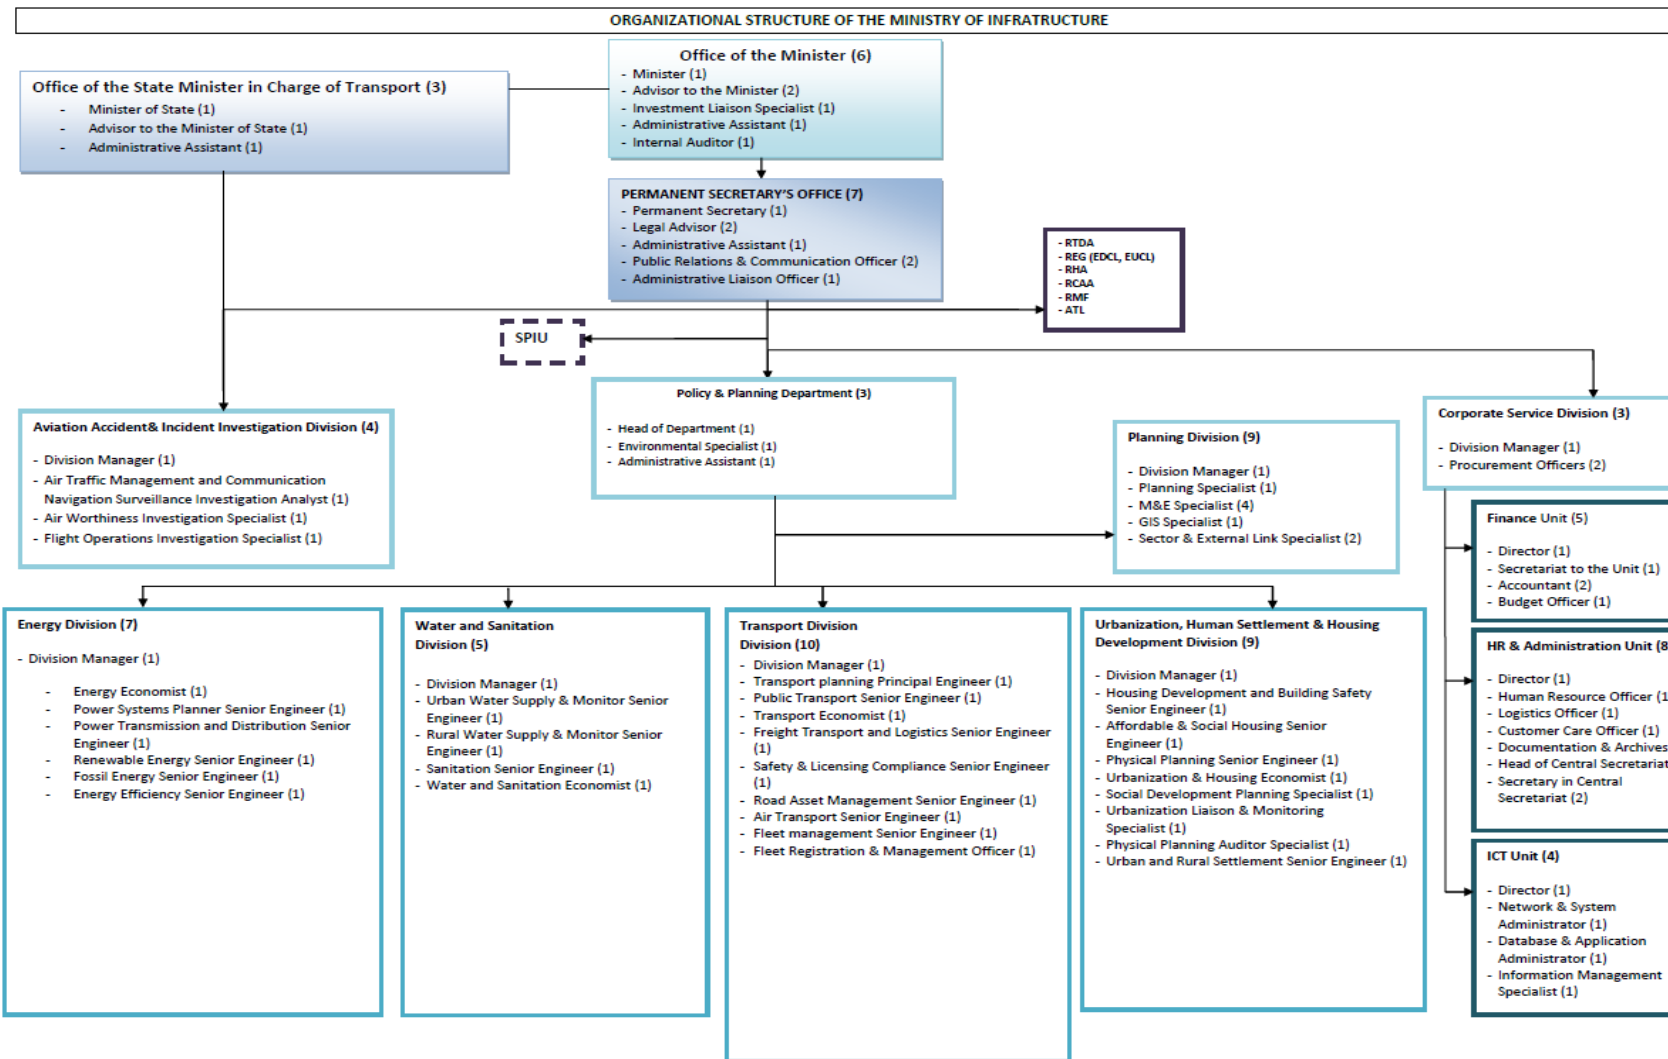 ORGANIZATIONAL STRUCTURE OF THE MINISTRY OF INFRATRUCTURE
Office of the Minister (6)
- Minister (1)
- Advisor to the Minister (2)
- Investment Liaison Specialist (1)
- Administrative Assistant (1)
- Internal Auditor (1)
Office of the State Minister in Charge of Transport (3)
- Minister of State (1)
- Advisor to the Minister of State (1)
- Administrative Assistant (1)
PERMANENT SECRETARY'S OFFICE (7)
- Permanent Secretary (1)
- Legal Advisor (2)
- Administrative Assistant (1)
- Public Relations & Communication Officer (2)
- Administrative Liaison Officer (1)
- RTDA
- REG (EDCL, EUCL)
- RHA
- RCAA
- RMF
- ATL
SPIU
Aviation Accident& Incident Investigation Division (4)
- Division Manager (1)
- Air Traffic Management and Communication
Navigation Surveillance Investigation Analyst (1)
- Air Worthiness Investigation Specialist (1)
- Flight Operations Investigation Specialist (1)
Policy & Planning Department (3)
- Head of Department (1)
- Environmental Specialist (1)
- Administrative Assistant (1)
Planning Division (9)
- Division Manager (1)
- Planning Specialist (1)
- M&E Specialist (4)
- GIS Specialist (1)
- Sector & External Link Specialist (2)
Corporate Service Division (3)
- Division Manager (1)
- Procurement Officers (2)
Finance Unit (5)
- Director (1)
- Secretariat to the Unit (1)
- Accountant (2)
- Budget Officer (1)
HR & Administration Unit (8
- Director (1)
- Human Resource Officer (1
- Logistics Officer (1)
- Customer Care Officer (1)
- Documentation & Archives
- Head of Central Secretariat
- Secretary in Central
Secretariat (2)
ICT Unit (4)
- Director (1)
- Network & System
Administrator (1)
- Database & Application
Administrator (1)
- Information Management
Specialist (1)
Energy Division (7)
- Division Manager (1)
- Energy Economist (1)
- Power Systems Planner Senior Engineer (1)
- Power Transmission and Distribution Senior
Engineer (1)
- Renewable Energy Senior Engineer (1)
- Fossil Energy Senior Engineer (1)
- Energy Efficiency Senior Engineer (1)
Water and Sanitation
Division (5)
- Division Manager (1)
- Urban Water Supply & Monitor Senior
Engineer (1)
- Rural Water Supply & Monitor Senior
Engineer (1)
- Sanitation Senior Engineer (1)
- Water and Sanitation Economist (1)
Transport Division
Division (10)
- Division Manager (1)
- Transport planning Principal Engineer (1)
- Public Transport Senior Engineer (1)
- Transport Economist (1)
- Freight Transport and Logistics Senior Engineer
(1)
- Safety & Licensing Compliance Senior Engineer
(1)
- Road Asset Management Senior Engineer (1)
- Air Transport Senior Engineer (1)
- Fleet management Senior Engineer (1)
- Fleet Registration & Management Officer (1)
Urbanization, Human Settlement & Housing
Development Division (9)
- Division Manager (1)
- Housing Development and Building Safety
Senior Engineer (1)
- Affordable & Social Housing Senior
Engineer (1)
- Physical Planning Senior Engineer (1)
- Urbanization & Housing Economist (1)
- Social Development Planning Specialist (1)
- Urbanization Liaison & Monitoring
Specialist (1)
- Physical Planning Auditor Specialist (1)
- Urban and Rural Settlement Senior Engineer (1)